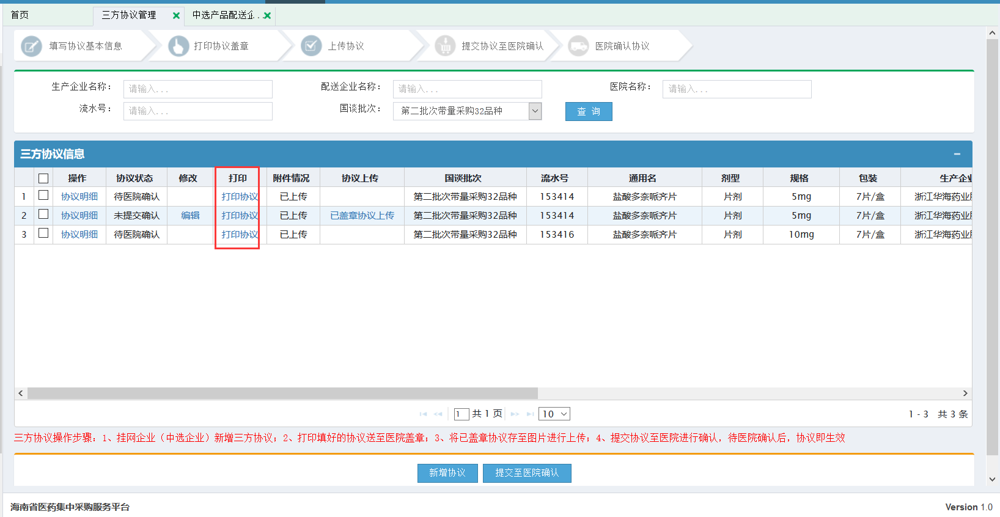 首页
三方协议管理
中选产品配送企..
填写协议基本信息
打印协议盖章
上传协议
提交协议至医院确认
医院确认协议
生产企业名称：
请输入...
配送企业名称：
请输入...
医院名称：
请输入...
流水号：
请输入...
国谈批次：
第二批次带量采购32品种
查 询
三方协议信息
操作 协议状态 修改 打印 附件情况 协议上传 国谈批次 流水号 通用名 剂型 规格 包装 生产企业
1 协议明细 待医院确认 打印协议 已上传 第二批次带量采购32品种 153414 盐酸多奈哌齐片 片剂 5mg 7片/盒 浙江华海药业
2 协议明细 未提交确认 编辑 打印协议 已上传 已盖章协议上传 第二批次带量采购32品种 153414 盐酸多奈哌齐片 片剂 5mg 7片/盒 浙江华海药业
3 协议明细 待医院确认 打印协议 已上传 第二批次带量采购32品种 153416 盐酸多奈哌齐片 片剂 10mg 7片/盒 浙江华海药业
1 共 1 页 10
1 - 3 共 3 条
三方协议操作步骤：1、挂网企业（中选企业）新增三方协议；2、打印填好的协议送至医院盖章；3、将已盖章协议存至图片进行上传；4、提交协议至医院进行确认，待医院确认后，协议即生效
新增协议
提交至医院确认
海南省医药集中采购服务平台
Version 1.0